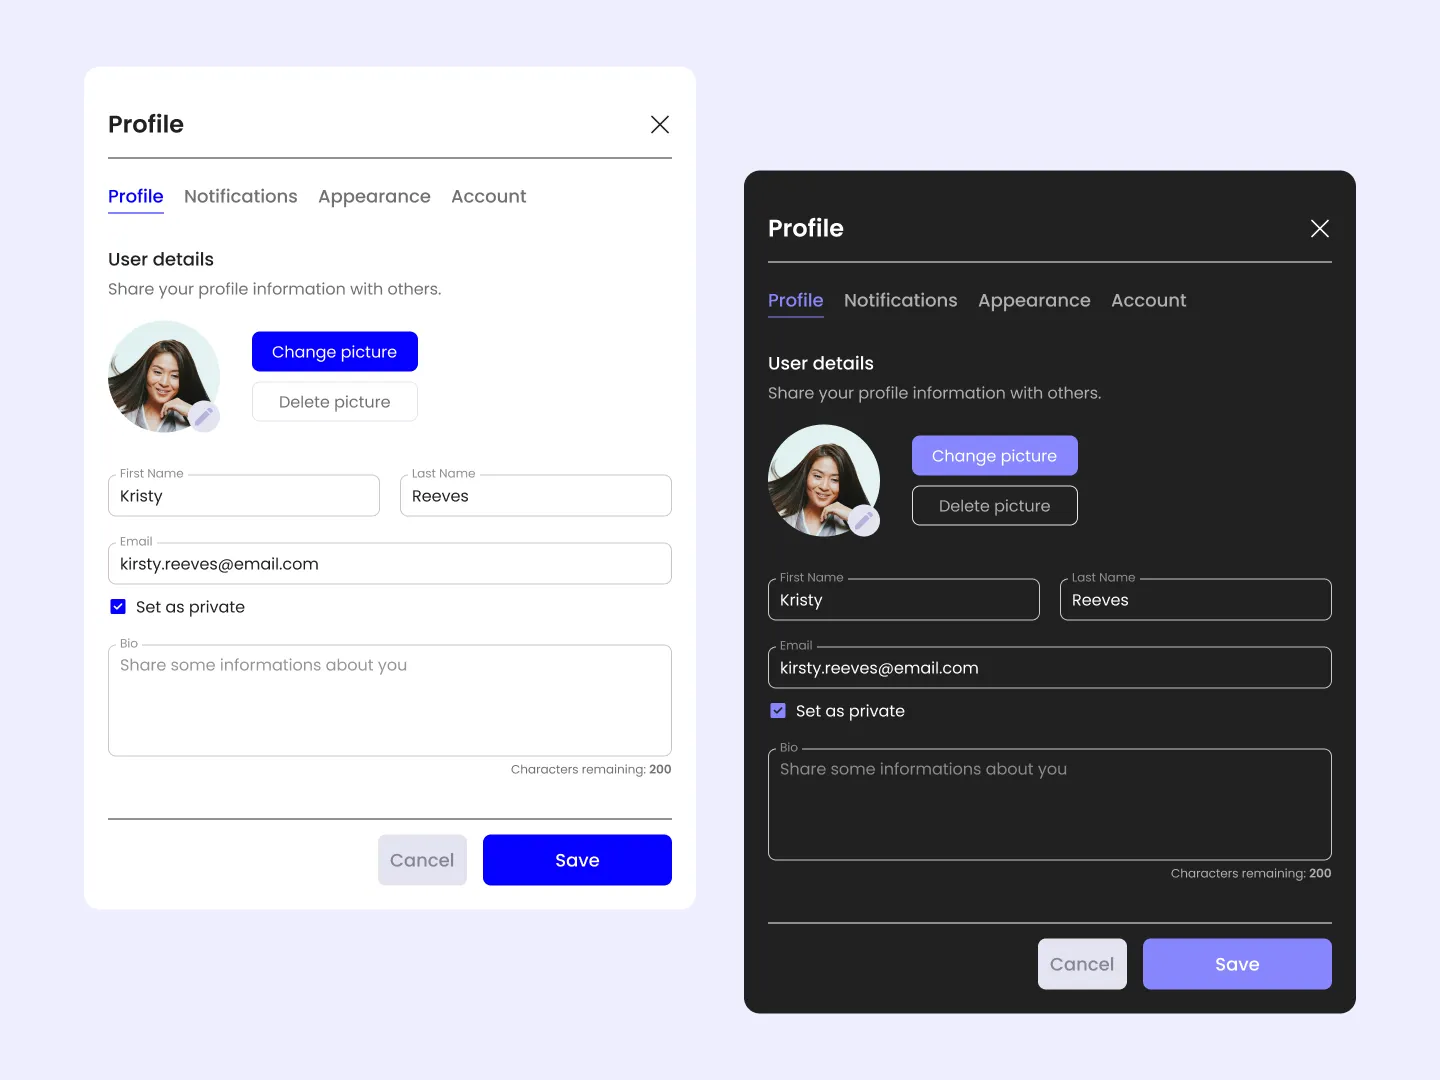 Profile
Profile Notifications Appearance Account
User details
Share your profile information with others.
Change picture
Delete picture
First Name
Kristy
Last Name
Reeves
Email
kirsty.reeves@email.com
Set as private
Bio
Share some informations about you
Characters remaining: 200
Cancel
Save
Profile
Profile Notifications Appearance Account
User details
Share your profile information with others.
Change picture
Delete picture
First Name
Kristy
Last Name
Reeves
Email
kirsty.reeves@email.com
Set as private
Bio
Share some informations about you
Characters remaining: 200
Cancel
Save